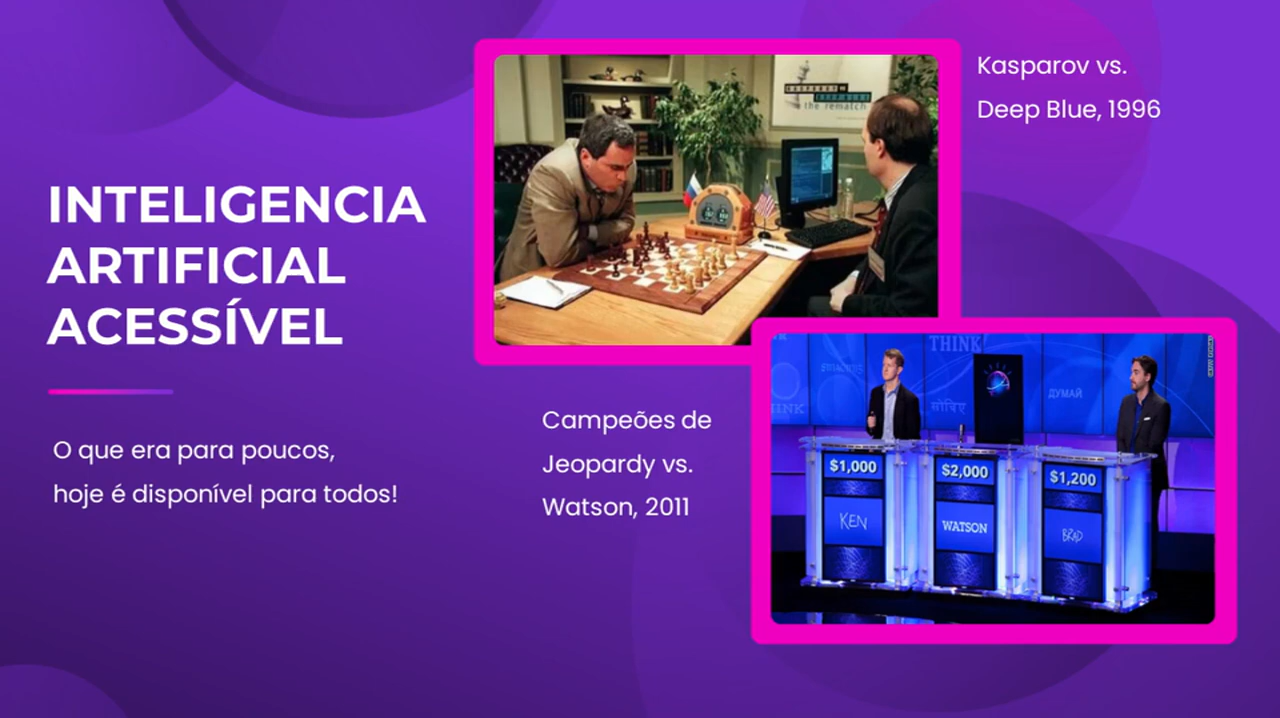 INTELIGENCIA
ARTIFICIAL
ACESSÍVEL
O que era para poucos,
hoje é disponível para todos!
Kasparov vs.
Deep Blue, 1996
the rematch
Campeões de
Jeopardy vs.
Watson, 2011
THINK
ДУМАЙ
$1,000
$2,000
$1,200
KEN
WATSON
BRAD